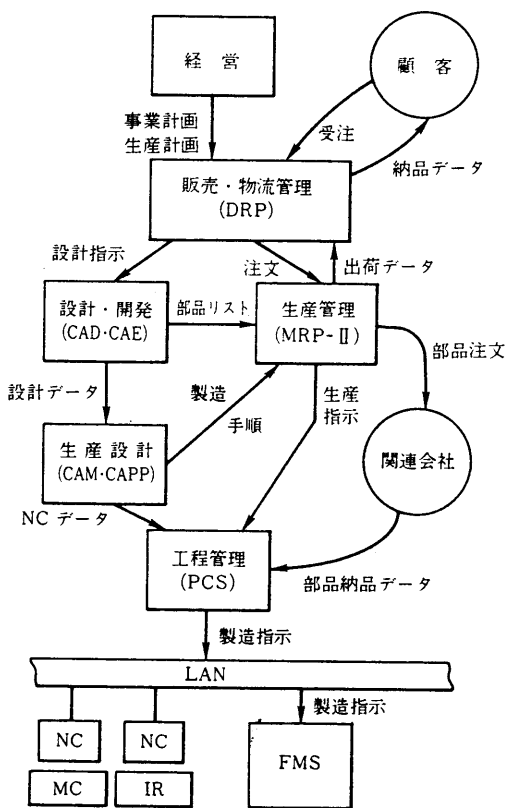 経　営
顧　客
事業計画
生産計画
受注
納品データ
販売・物流管理
(DRP)
設計指示
注文
出荷データ
設計・開発
(CAD·CAE)
部品リスト
生産管理
(MRP-Ⅱ)
部品注文
設計データ
製造
手順
生産
指示
生 産 設 計
(CAM·CAPP)
関連会社
NC データ
工程管理
(PCS)
部品納品データ
製造指示
LAN
製造指示
NC
NC
FMS
MC
IR